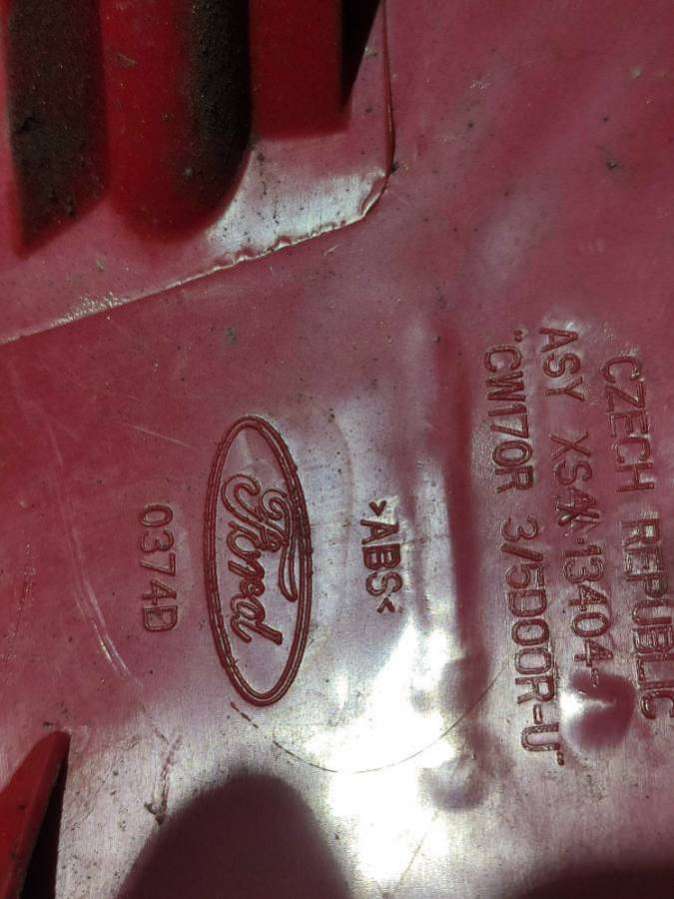 CZECH REPUBLIC
ASY XS4X-13404-
"CW170R 3/5DOOR-U"
>ABS<
Ford
0374D